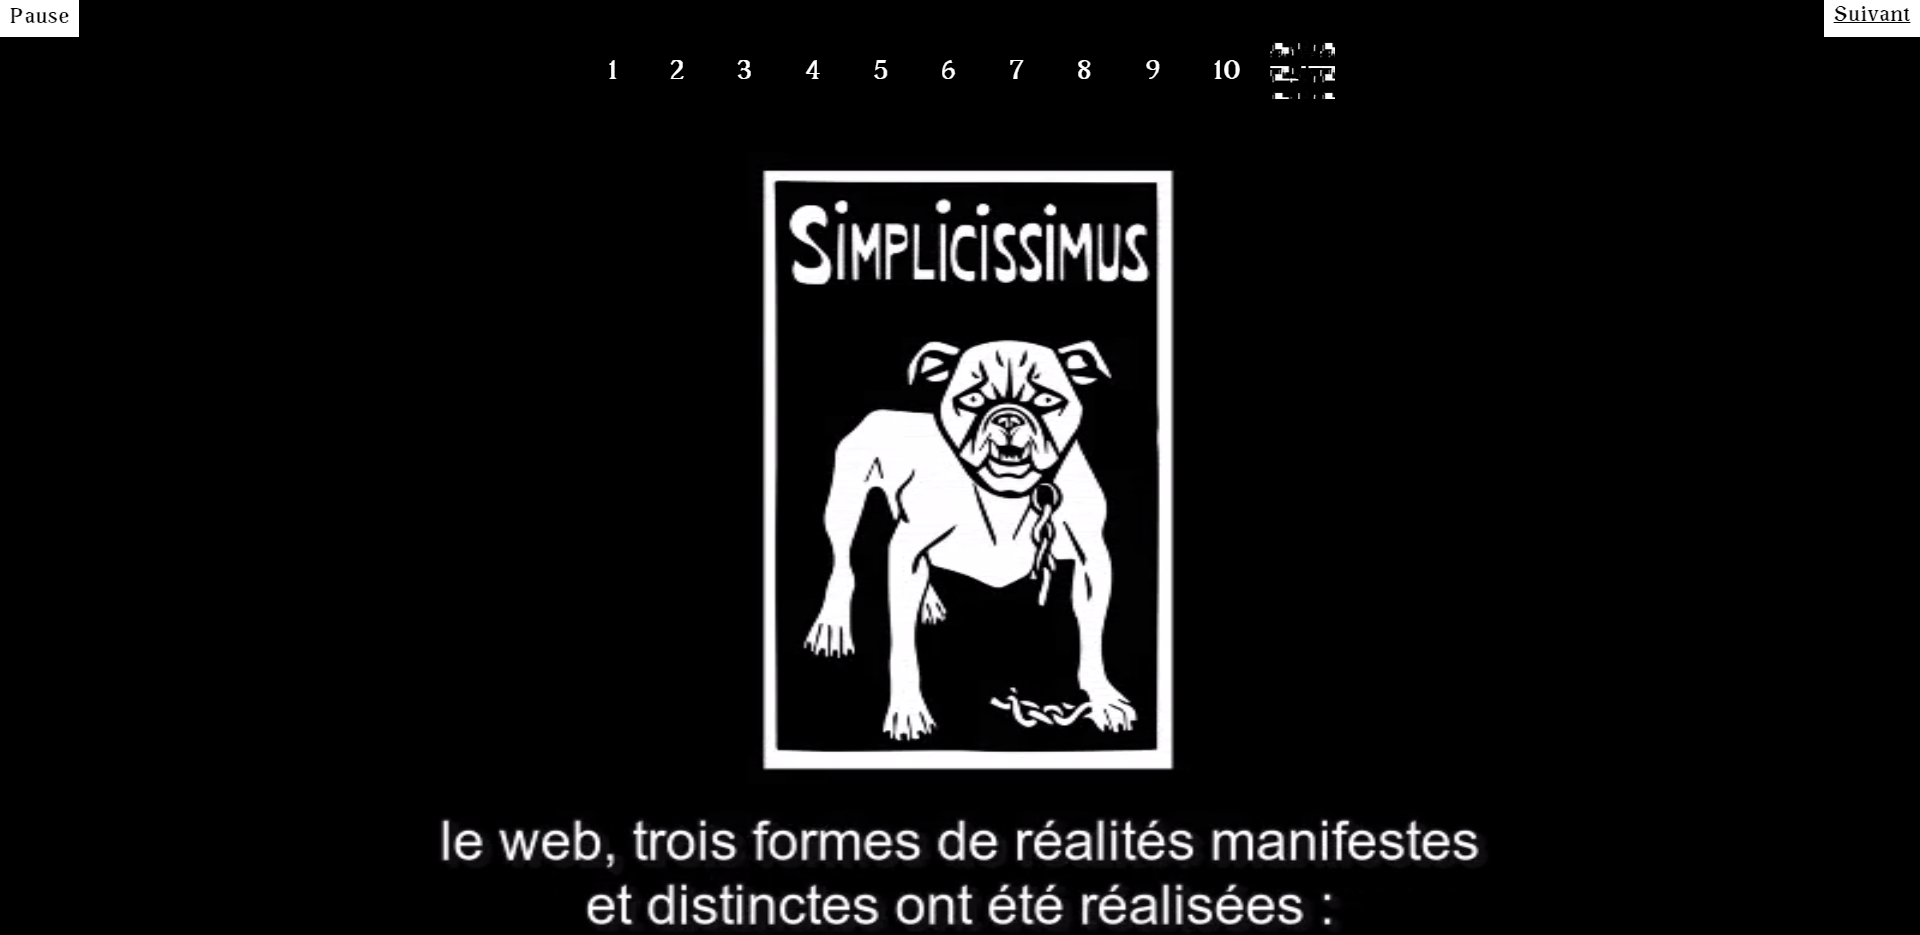 Pause
Suivant
1 2 3 4 5 6 7 8 9 10
SiMPLiCiSSiMUS
le web, trois formes de réalités manifestes
et distinctes ont été réalisées :